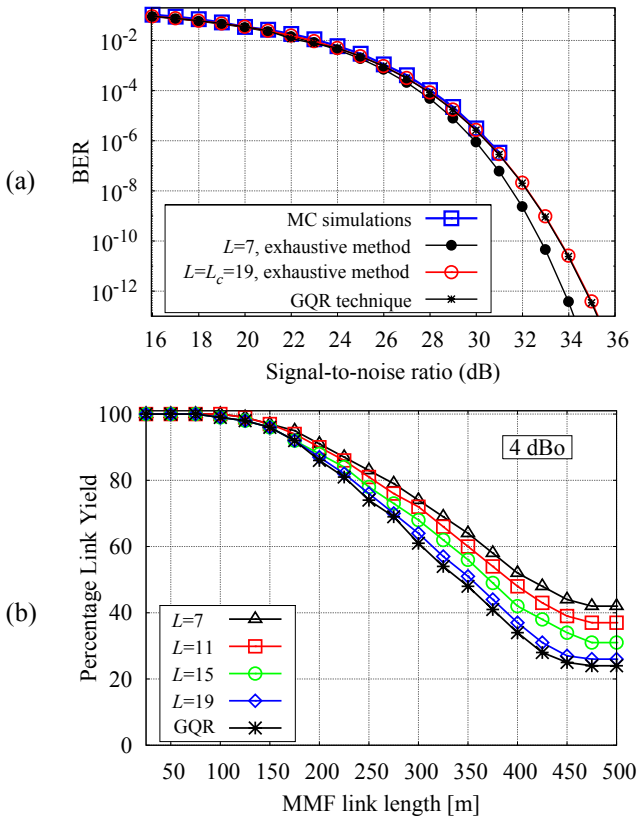 (a)
BER
10^-2
10^-4
10^-6
10^-8
10^-10
10^-12
MC simulations
L=7, exhaustive method
L=L_c=19, exhaustive method
GQR technique
16 18 20 22 24 26 28 30 32 34 36
Signal-to-noise ratio (dB)
(b)
Percentage Link Yield
100
80
60
40
20
0
4 dBo
L=7
L=11
L=15
L=19
GQR
50 100 150 200 250 300 350 400 450 500
MMF link length [m]